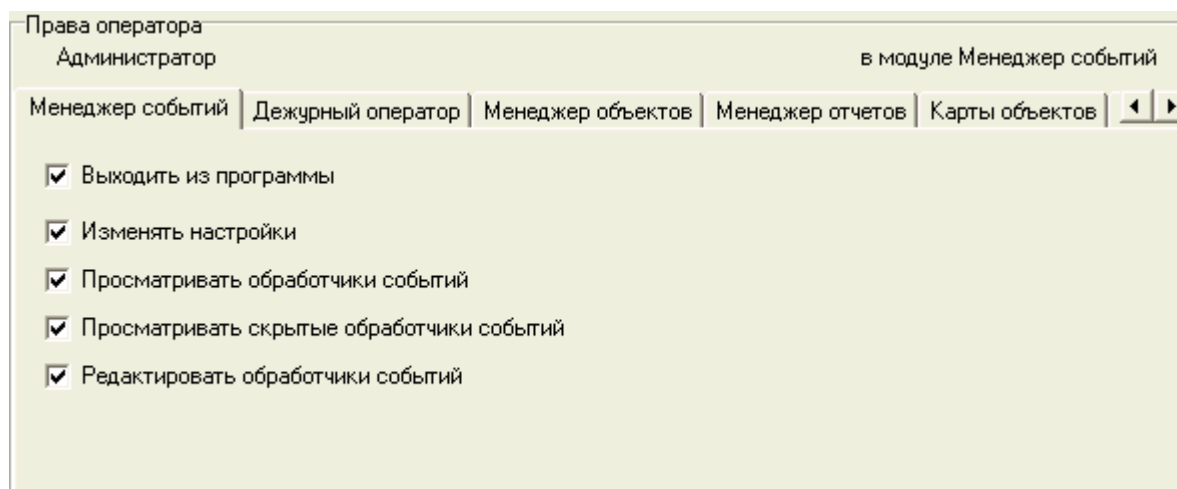 Права оператора
Администратор в модуле Менеджер событий
Менеджер событий Дежурный оператор Менеджер объектов Менеджер отчетов Карты объектов
Выходить из программы
Изменять настройки
Просматривать обработчики событий
Просматривать скрытые обработчики событий
Редактировать обработчики событий